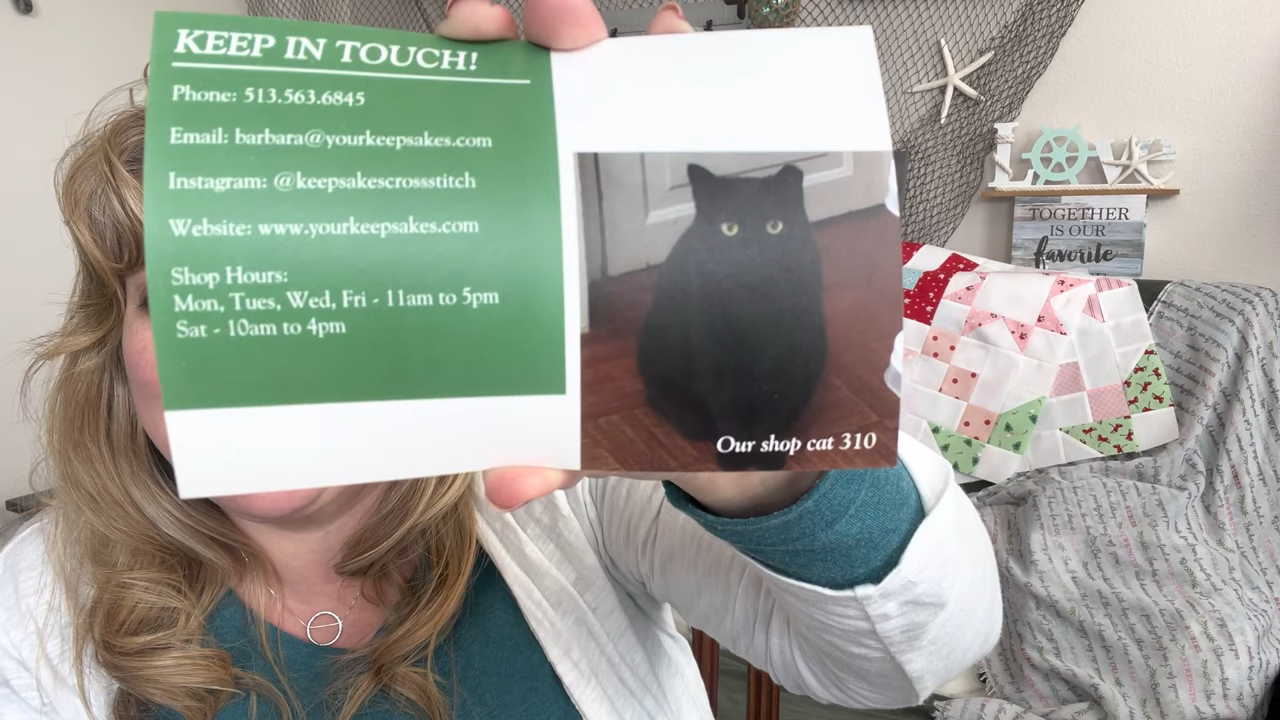 KEEP IN TOUCH!
Phone: 513.563.6845
Email: barbara@yourkeepsakes.com
Instagram: @keepsakescrossstitch
Website: www.yourkeepsakes.com
Shop Hours:
Mon, Tues, Wed, Fri - 11am to 5pm
Sat - 10am to 4pm
Our shop cat 310
TOGETHER
IS OUR
favorite